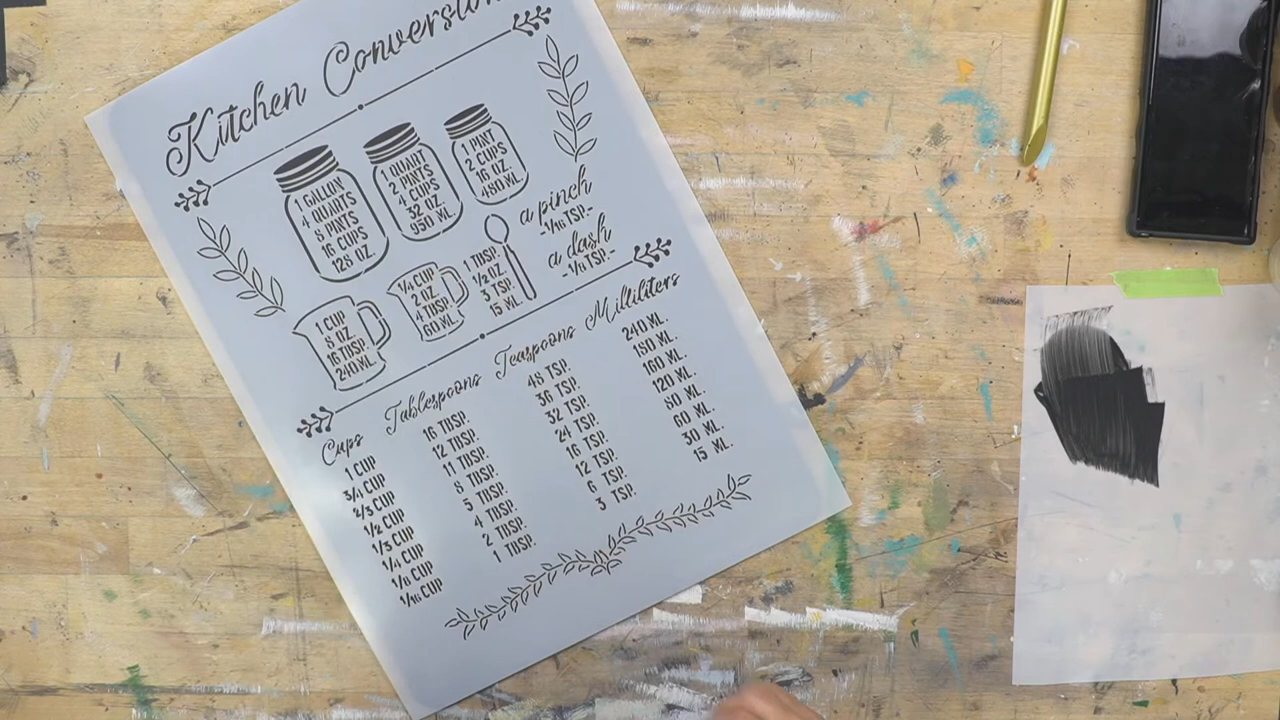 Kitchen Conversion
1 GALLON
4 QUARTS
8 PINTS
16 CUPS
128 OZ
1 QUART
2 PINTS
4 CUPS
32 OZ
950 ML
1 PINT
2 CUPS
16 OZ
480 ML
a pinch
-1/16 TSP.-
a dash
-1/8 TSP.-
1 CUP
8 OZ
16 TBSP
240 ML
1/4 CUP
2 OZ
4 TBSP
60 ML
1 TBSP.
1/2 OZ
3 TSP.
15 ML
Cups Tablespoons Teaspoons Milliliters
1 CUP 16 TBSP. 48 TSP. 240 ML.
3/4 CUP 12 TBSP. 36 TSP. 180 ML.
2/3 CUP 11 TBSP. 32 TSP. 160 ML.
1/2 CUP 8 TBSP. 24 TSP. 120 ML.
1/3 CUP 5 TBSP. 16 TSP. 80 ML.
1/4 CUP 4 TBSP. 12 TSP. 60 ML.
1/8 CUP 2 TBSP. 6 TSP. 30 ML.
1/16 CUP 1 TBSP. 3 TSP. 15 ML.